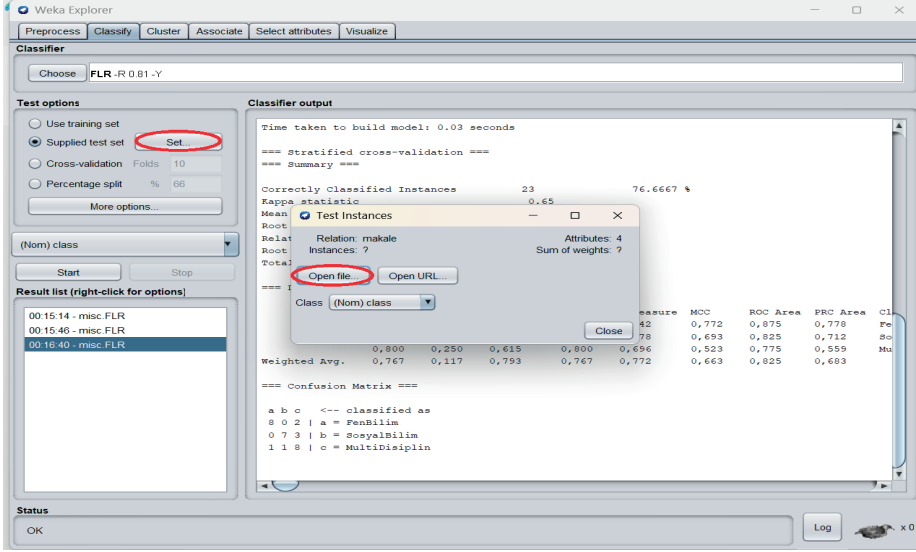 Weka Explorer
Preprocess Classify Cluster Associate Select attributes Visualize
Classifier
Choose FLR -R 0.81 -Y
Test options
Use training set
Supplied test set Set...
Cross-validation Folds 10
Percentage split % 66
More options...
(Nom) class
Start Stop
Result list (right-click for options)
00:15:14 - misc.FLR
00:15:46 - misc.FLR
00:16:40 - misc.FLR
Classifier output
Time taken to build model: 0.03 seconds
=== Stratified cross-validation ===
=== Summary ===
Correctly Classified Instances 23 76.6667 %
Kappa statistic 0.65
Mean
Root
Relat
Root
Total
===
Test Instances
Relation: makale Attributes: 4
Instances: ? Sum of weights: ?
Open file... Open URL...
Class (Nom) class
Close
easure MCC ROC Area PRC Area Cl
42 0,772 0,875 0,778 Fe
78 0,693 0,825 0,712 So
0,800 0,250 0,615 0,800 0,696 0,523 0,775 0,559 Mu
Weighted Avg. 0,767 0,117 0,793 0,767 0,772 0,663 0,825 0,683
=== Confusion Matrix ===
a b c <-- classified as
8 0 2 | a = FenBilim
0 7 3 | b = SosyalBilim
1 1 8 | c = MultiDisiplin
Status
OK
Log x 0